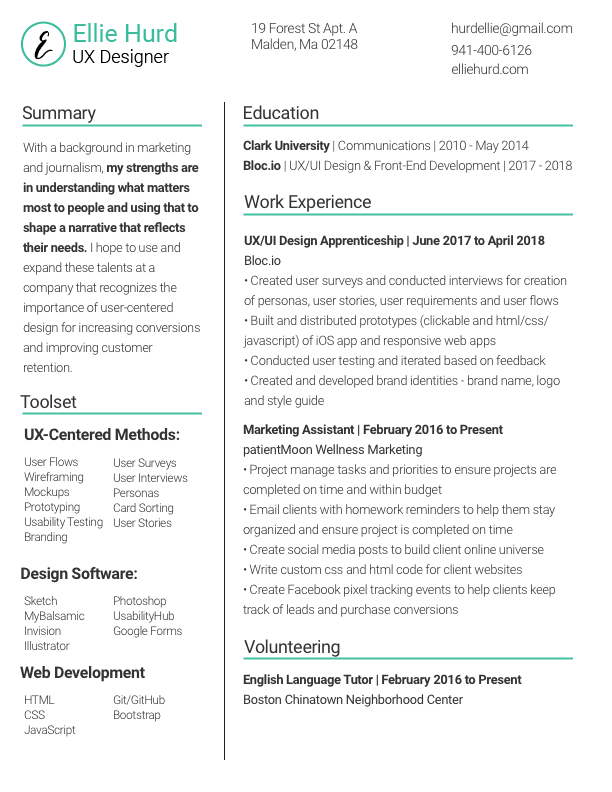 Ellie Hurd
UX Designer
19 Forest St Apt. A
Malden, Ma 02148
hurdellie@gmail.com
941-400-6126
elliehurd.com
Summary
With a background in marketing
and journalism, my strengths are
in understanding what matters
most to people and using that to
shape a narrative that reflects
their needs. I hope to use and
expand these talents at a
company that recognizes the
importance of user-centered
design for increasing conversions
and improving customer
retention.
Toolset
UX-Centered Methods:
User Flows
Wireframing
Mockups
Prototyping
Usability Testing
Branding
User Surveys
User Interviews
Personas
Card Sorting
User Stories
Design Software:
Sketch
MyBalsamic
Invision
Illustrator
Photoshop
UsabilityHub
Google Forms
Web Development
HTML
CSS
JavaScript
Git/GitHub
Bootstrap
Education
Clark University | Communications | 2010 - May 2014
Bloc.io | UX/UI Design & Front-End Development | 2017 - 2018
Work Experience
UX/UI Design Apprenticeship | June 2017 to April 2018
Bloc.io
• Created user surveys and conducted interviews for creation
of personas, user stories, user requirements and user flows
• Built and distributed prototypes (clickable and html/css/
javascript) of iOS app and responsive web apps
• Conducted user testing and iterated based on feedback
• Created and developed brand identities - brand name, logo
and style guide
Marketing Assistant | February 2016 to Present
patientMoon Wellness Marketing
• Project manage tasks and priorities to ensure projects are
completed on time and within budget
• Email clients with homework reminders to help them stay
organized and ensure project is completed on time
• Create social media posts to build client online universe
• Write custom css and html code for client websites
• Create Facebook pixel tracking events to help clients keep
track of leads and purchase conversions
Volunteering
English Language Tutor | February 2016 to Present
Boston Chinatown Neighborhood Center